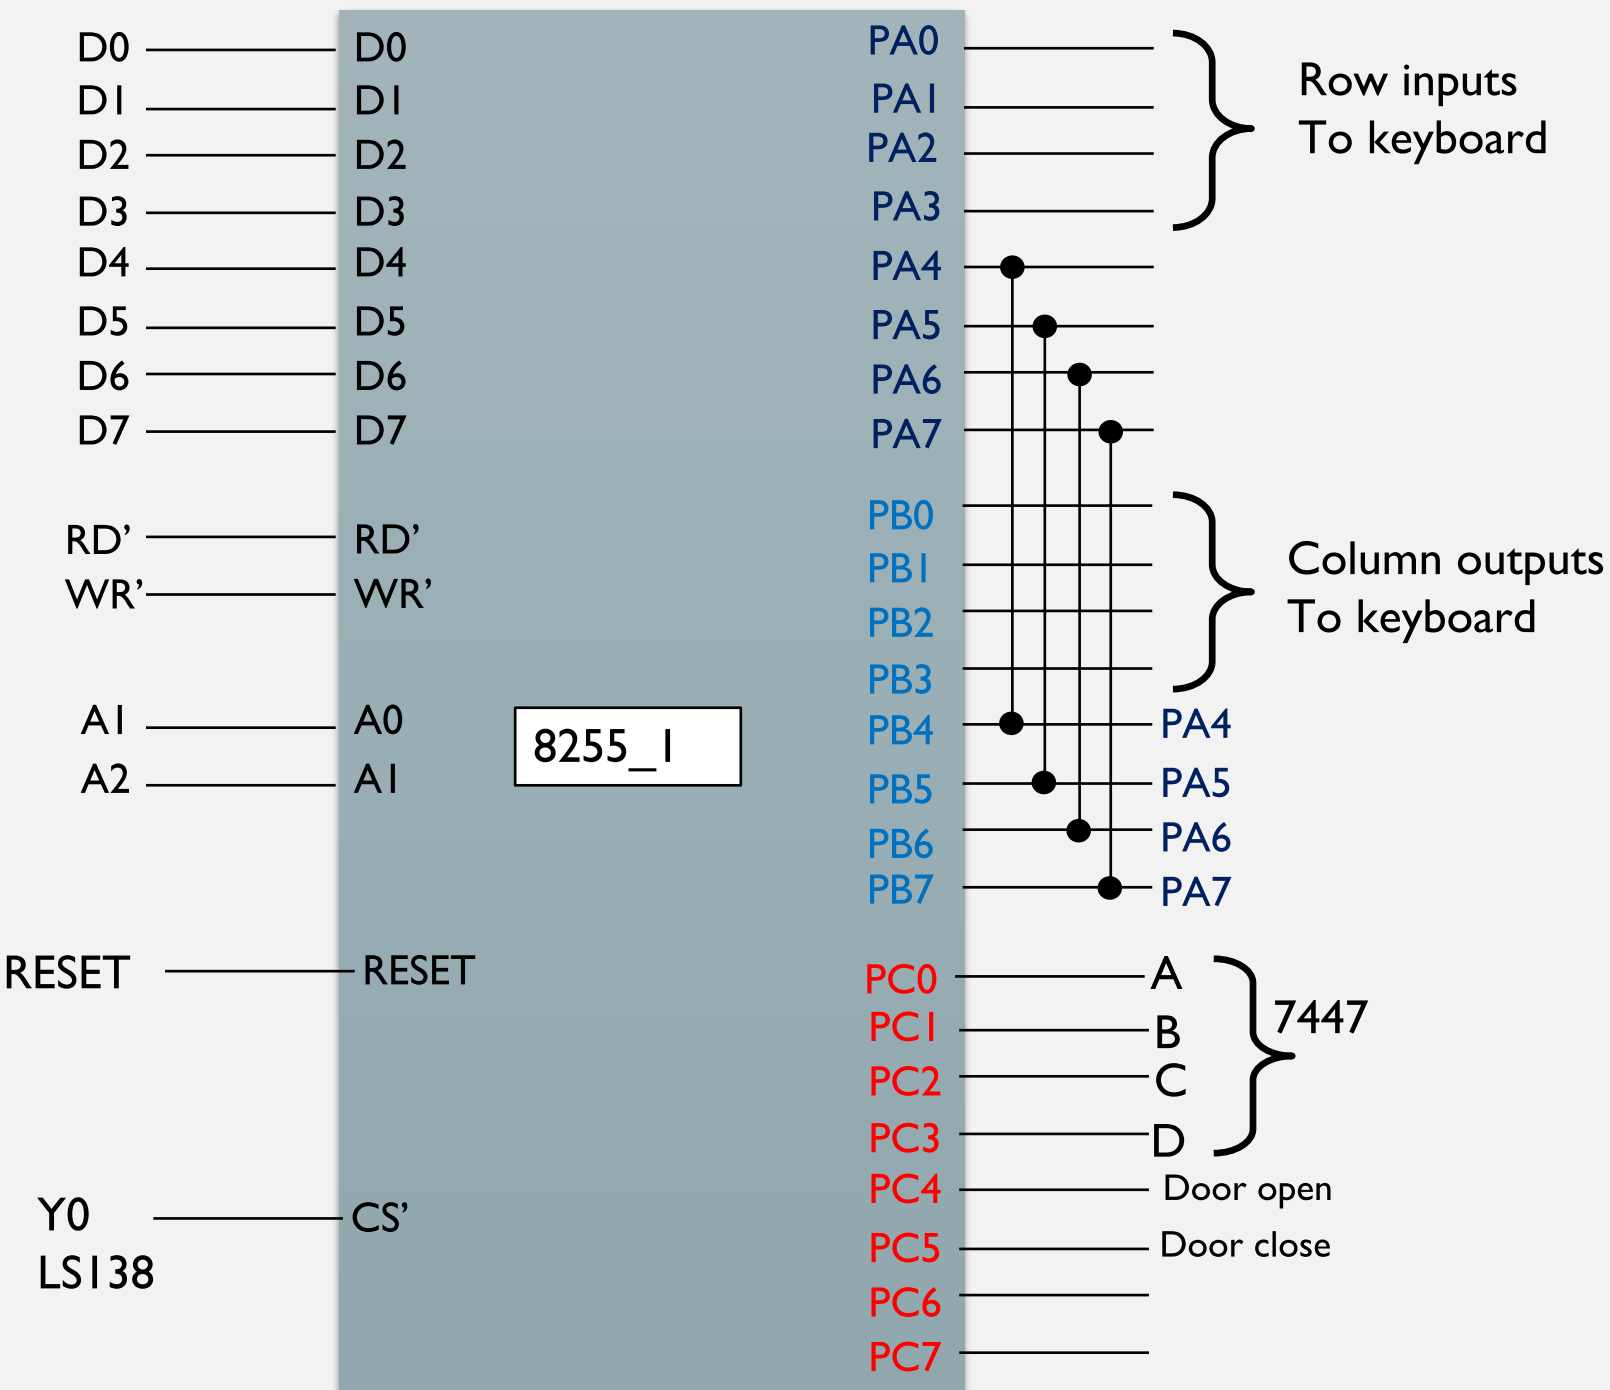 D0 D0 PA0
D1 D1 PA1
D2 D2 PA2
D3 D3 PA3
Row inputs
To keyboard
D4 D4 PA4
D5 D5 PA5
D6 D6 PA6
D7 D7 PA7
PB0
RD’ RD’ PB1
WR’ WR’ PB2
PB3
Column outputs
To keyboard
A1 A0 PB4 PA4
8255_1
A2 A1 PB5 PA5
PB6 PA6
PB7 PA7
RESET RESET PC0 A
PC1 B
7447
PC2 C
PC3 D
PC4 Door open
Y0 CS’ PC5 Door close
LS138
PC6
PC7